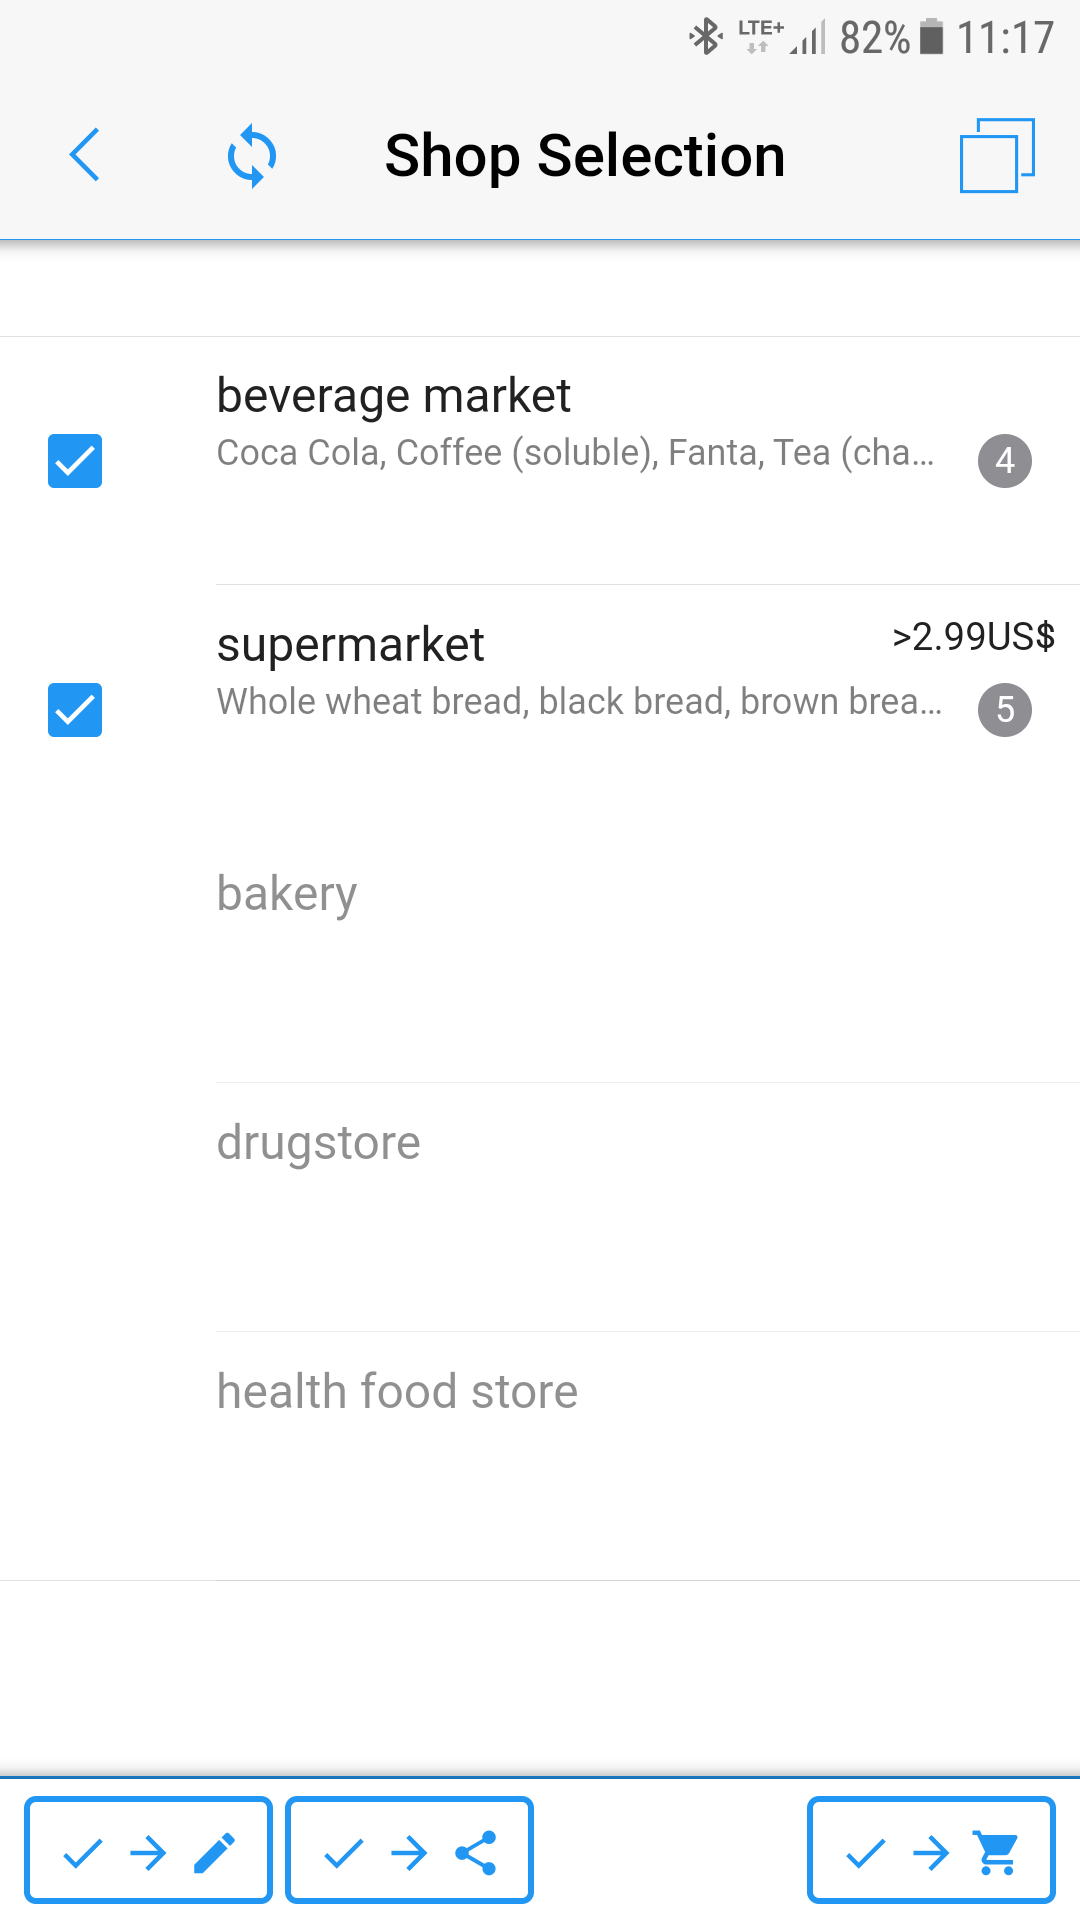 LTE+ 82% 11:17
Shop Selection
beverage market
Coca Cola, Coffee (soluble), Fanta, Tea (cha...
4
supermarket
>2.99US$
Whole wheat bread, black bread, brown brea...
5
bakery
drugstore
health food store